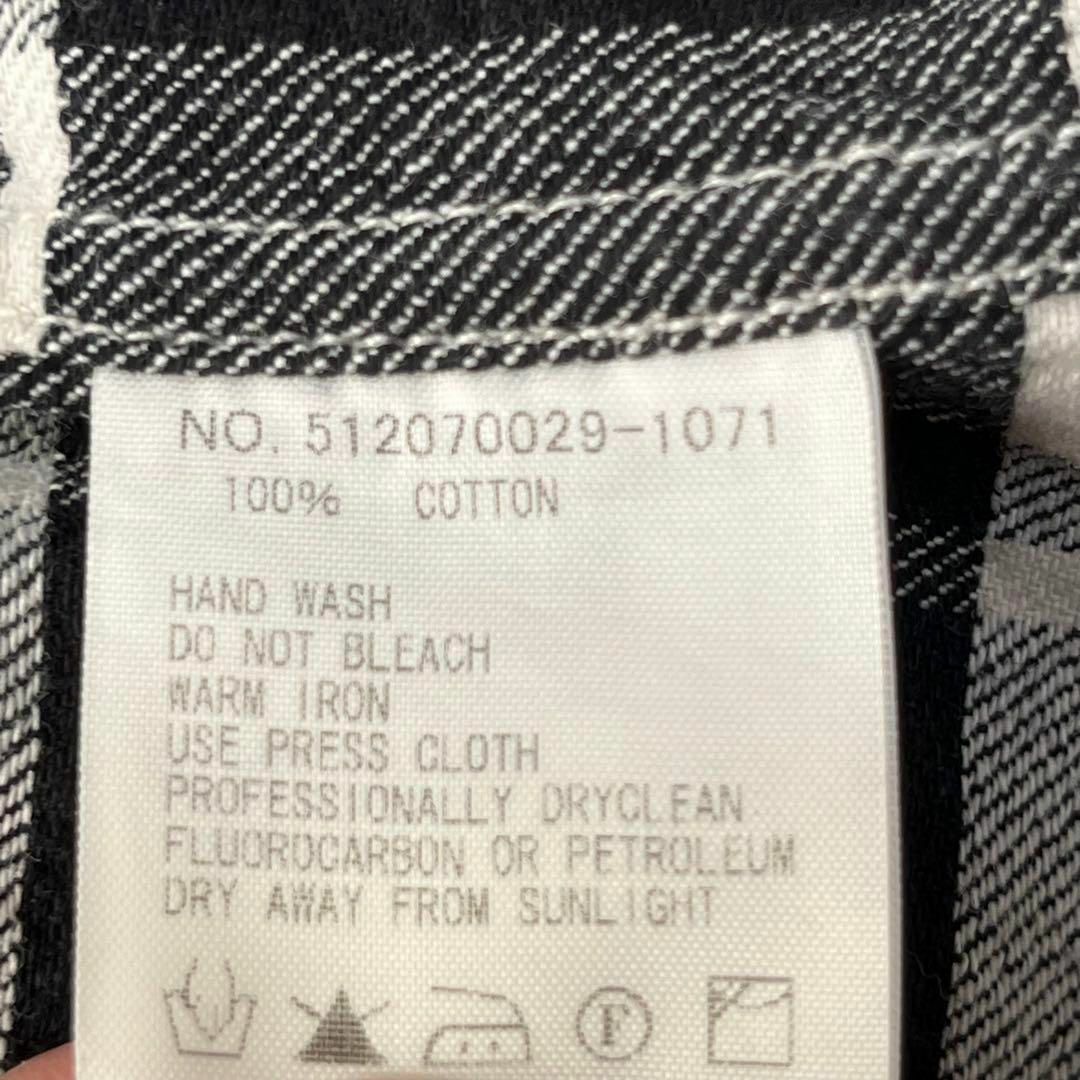 NO. 512070029-1071
100% COTTON
HAND WASH
DO NOT BLEACH
WARM IRON
USE PRESS CLOTH
PROFESSIONALLY DRYCLEAN
FLUOROCARBON OR PETROLEUM
DRY AWAY FROM SUNLIGHT
F